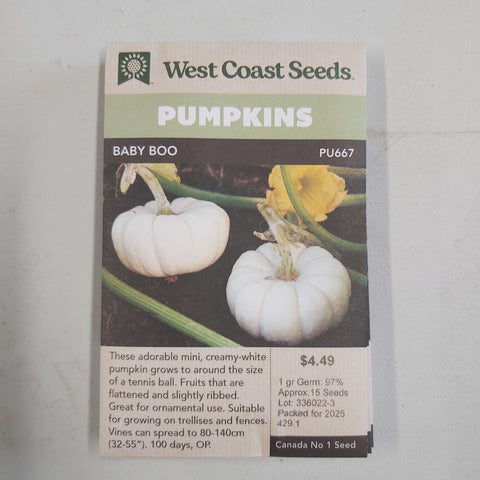 West Coast Seeds
PUMPKINS
BABY BOO
PU667
These adorable mini, creamy-white
pumpkin grows to around the size
of a tennis ball. Fruits that are
flattened and slightly ribbed.
Great for ornamental use. Suitable
for growing on trellises and fences.
Vines can spread to 80-140cm
(32-55"). 100 days, OP.
$4.49
1 gr Germ: 97%
Approx.15 Seeds
Lot: 336022-3
Packed for 2025
429.1
Canada No 1 Seed